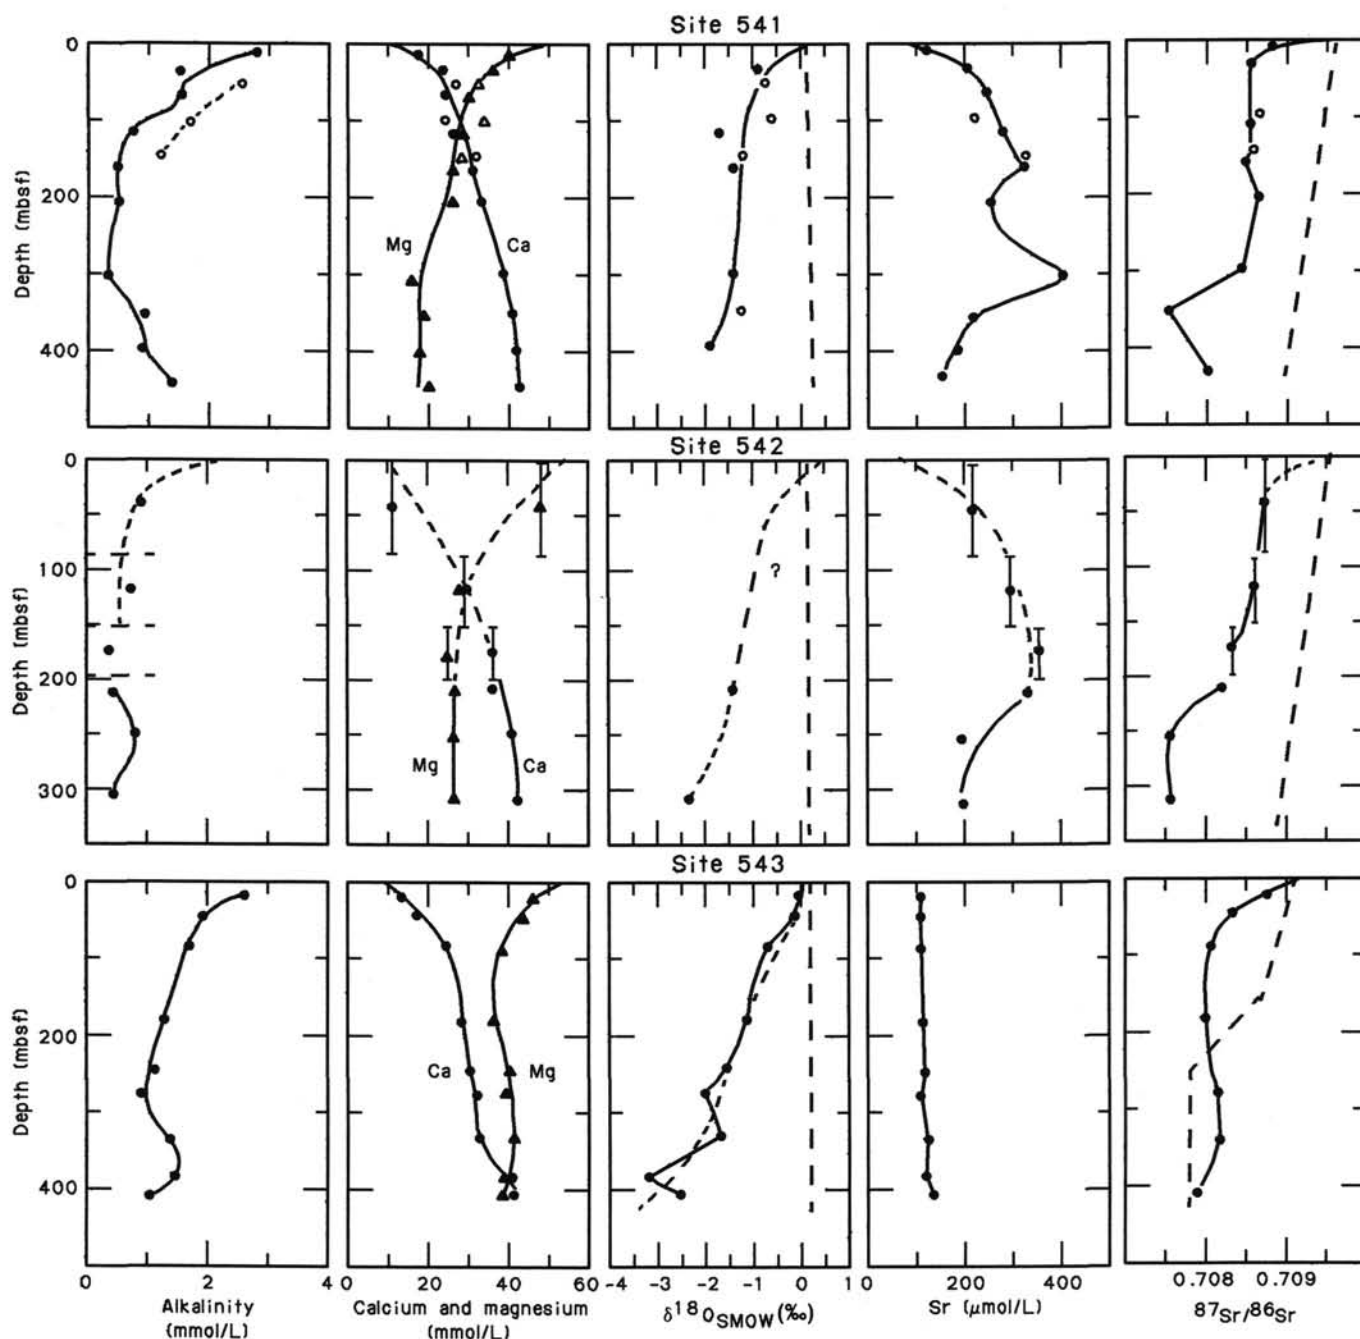 Site 541
0
200
400
Depth (mbsf)
Mg
Ca
Site 542
0
100
200
300
Depth (mbsf)
Mg
Ca
?
Site 543
0
200
400
Depth (mbsf)
Ca
Mg
0 2 4
Alkalinity
(mmol/L)
0 20 40 60
Calcium and magnesium
(mmol/L)
-4 -3 -2 -1 0 1
δ18OSMOW (‰)
0 200 400
Sr (μmol/L)
0.708 0.709
87Sr/86Sr